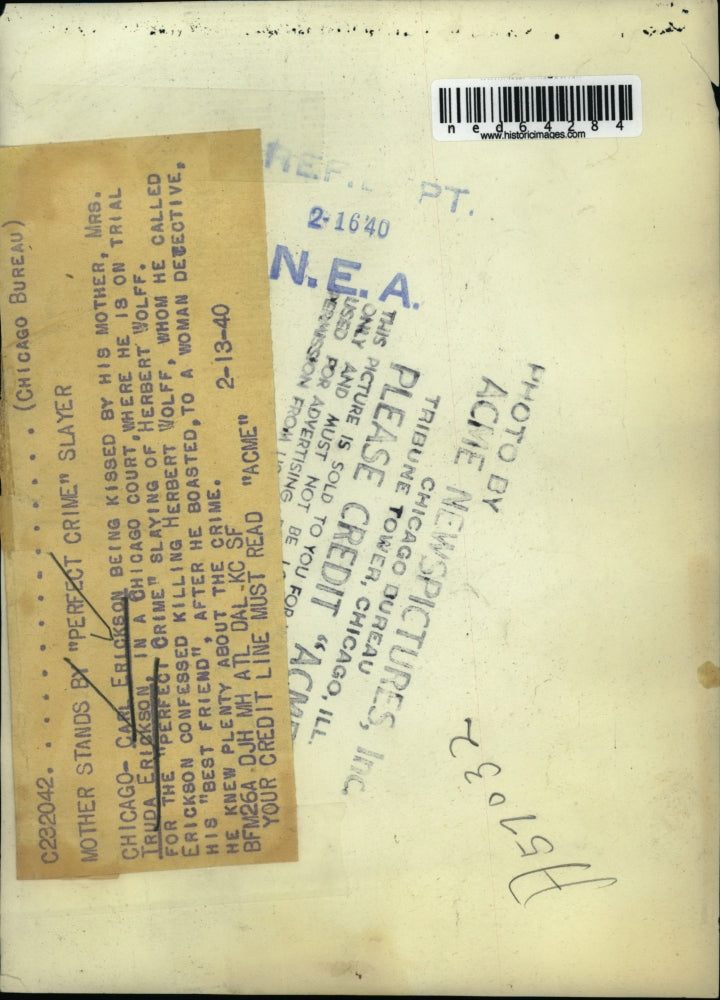 ned64284
www.historicimages.com
REF. DEPT.
2-16 40
N.E.A.
C232042. . . . . . . . . . . . . . (CHICAGO BUREAU)
MOTHER STANDS BY "PERFECT CRIME" SLAYER
CHICAGO- CARL ERICKSON BEING KISSED BY HIS MOTHER, MRS.
TRUDA ERICKSON, IN A CHICAGO COURT, WHERE HE IS ON TRIAL
FOR THE "PERFECT CRIME" SLAYING OF HERBERT WOLFF.
ERICKSON CONFESSED KILLING HERBERT WOLFF, WHOM HE CALLED
HIS "BEST FRIEND", AFTER HE BOASTED, TO A WOMAN DETECTIVE,
HE KNEW PLENTY ABOUT THE CRIME.
BFM26A DJH MH ATL DAL KC SF 2-13-40
YOUR CREDIT LINE MUST READ "ACME"
PHOTO BY
ACME NEWSPICTURES, Inc.
CHICAGO BUREAU
TRIBUNE TOWER, CHICAGO, ILL.
PLEASE CREDIT "ACME
THIS PICTURE IS SOLD TO YOU FOR
ONLY AND MUST NOT BE
USED FOR ADVERTISING
PERMISSION FROM